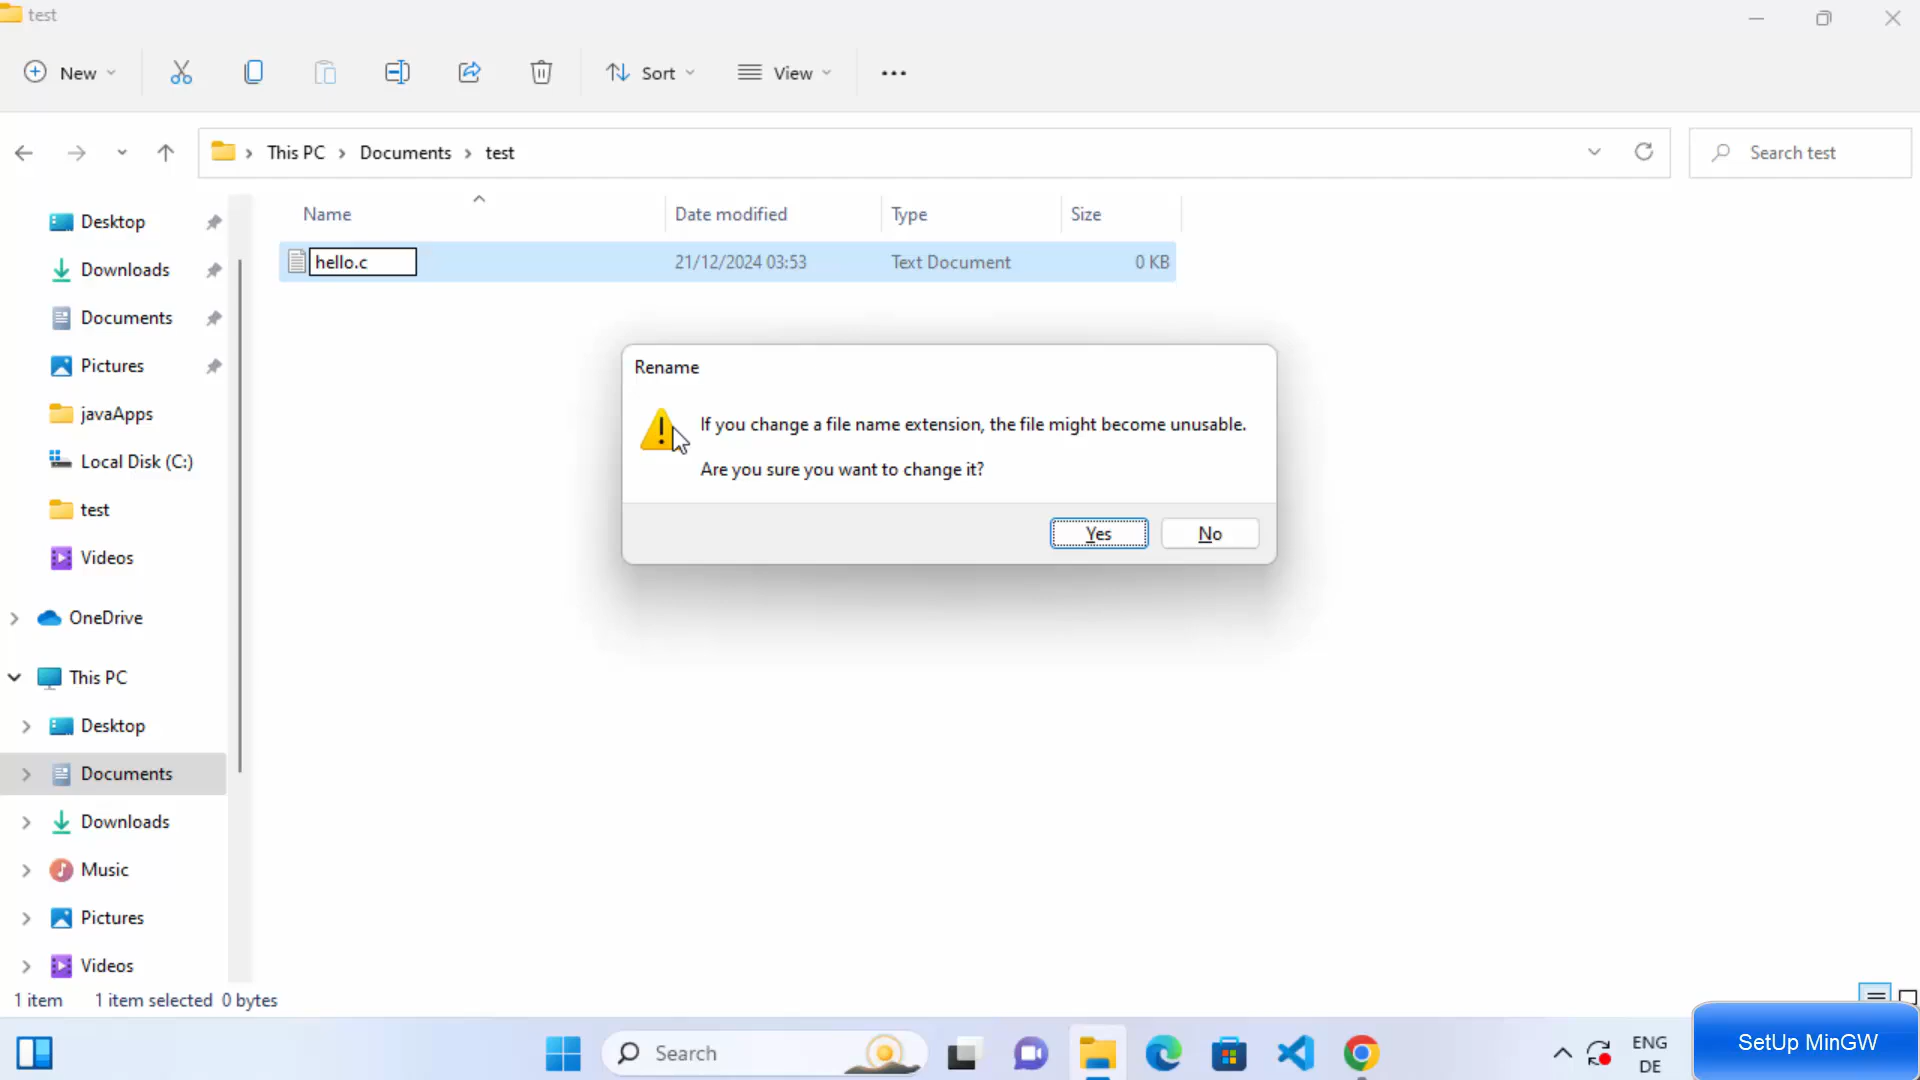 test
New
Sort
View
This PC
Documents
test
Search test
Name
Date modified
Type
Size
hello.c
21/12/2024 03:53
Text Document
0 KB
Desktop
Downloads
Documents
Pictures
javaApps
Local Disk (C:)
test
Videos
OneDrive
This PC
Desktop
Documents
Downloads
Music
Pictures
Videos
Rename
If you change a file name extension, the file might become unusable.
Are you sure you want to change it?
Yes
No
1 item
1 item selected 0 bytes
Search
ENG
DE
SetUp MinGW